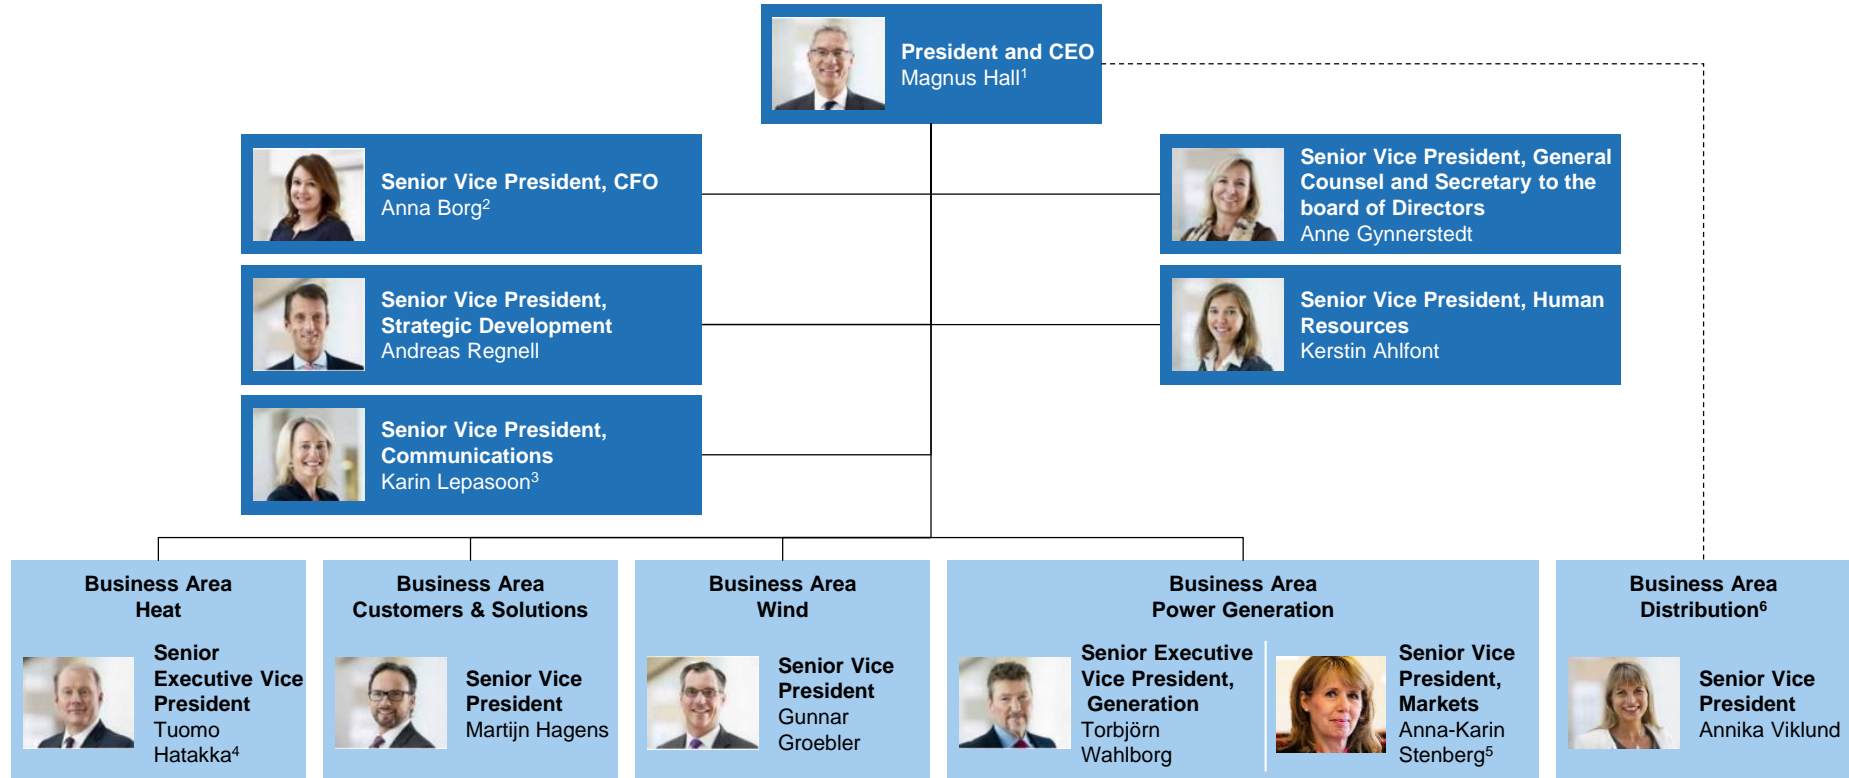 President and CEO
Magnus Hall¹
Senior Vice President, CFO
Anna Borg²
Senior Vice President, General
Counsel and Secretary to the
board of Directors
Anne Gynnerstedt
Senior Vice President,
Strategic Development
Andreas Regnell
Senior Vice President, Human
Resources
Kerstin Ahlfont
Senior Vice President,
Communications
Karin Lepasoon³
Business Area
Heat
Senior
Executive Vice
President
Tuomo
Hatakka⁴
Business Area
Customers & Solutions
Senior Vice
President
Martijn Hagens
Business Area
Wind
Senior Vice
President
Gunnar
Groebler
Business Area
Power Generation
Senior Executive
Vice President,
Generation
Torbjörn
Wahlborg
Senior Vice
President,
Markets
Anna-Karin
Stenberg⁵
Business Area
Distribution⁶
Senior Vice
President
Annika Viklund